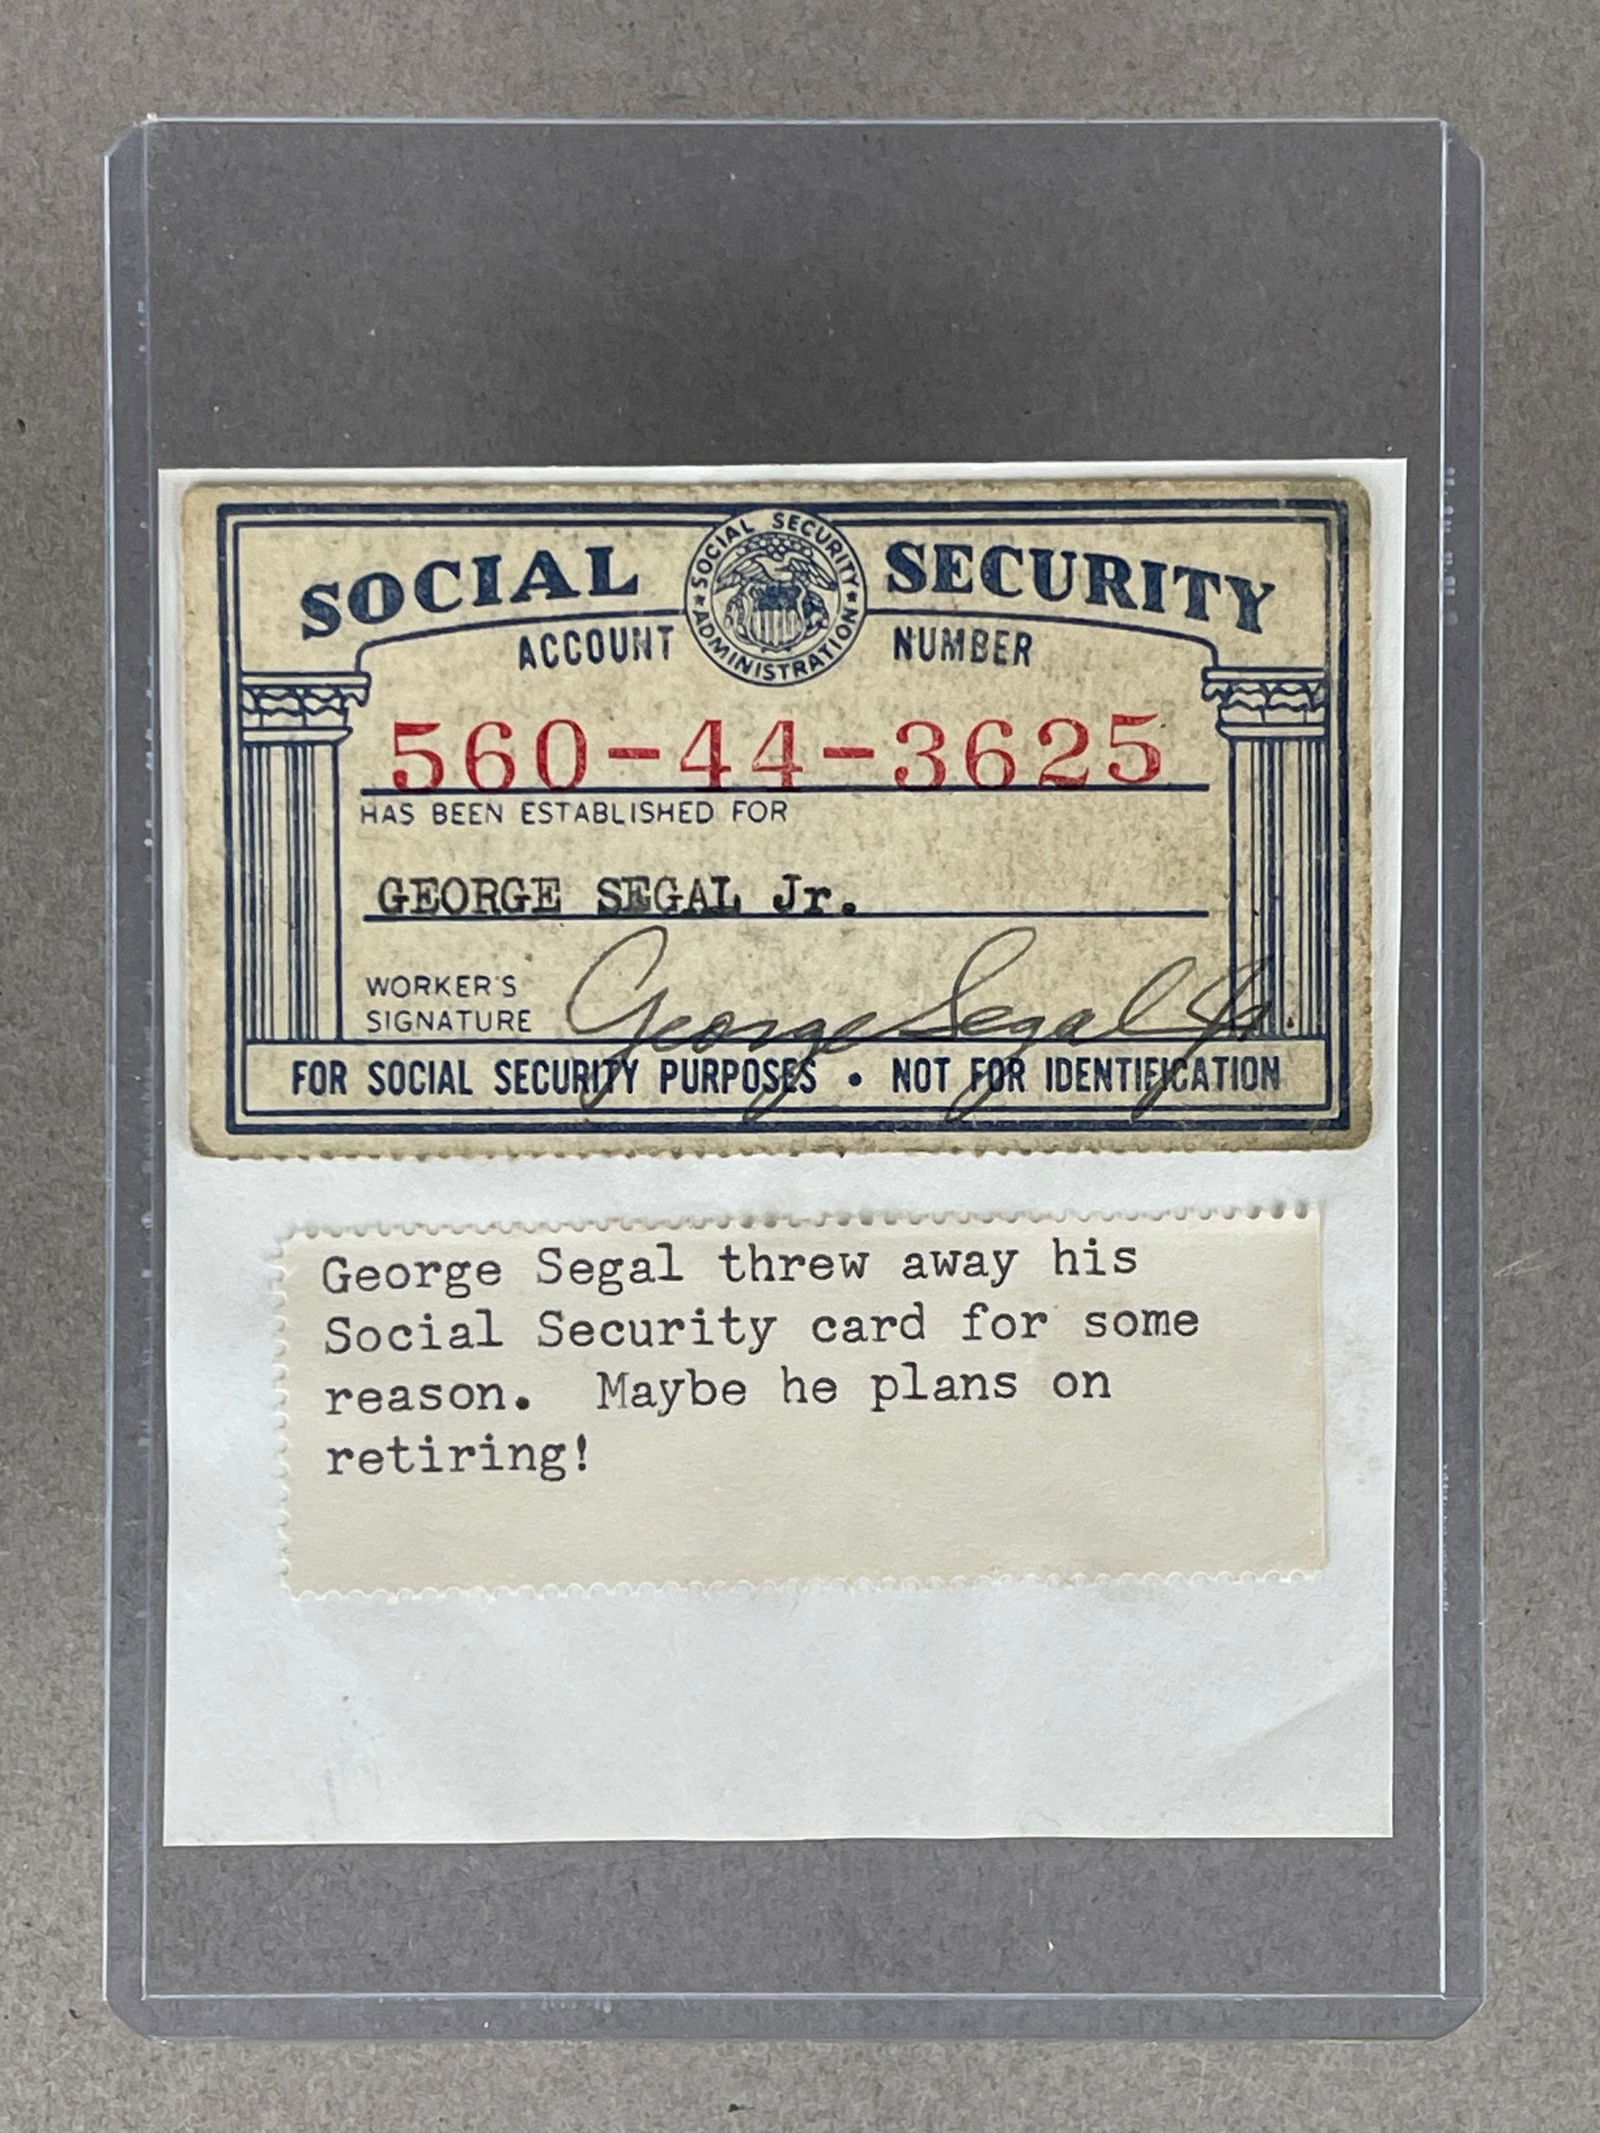 SOCIAL SECURITY
SOCIAL SECURITY ADMINISTRATION
ACCOUNT NUMBER
560-44-3625
HAS BEEN ESTABLISHED FOR
GEORGE SEGAL Jr.
WORKER'S
SIGNATURE George Segal Jr.
FOR SOCIAL SECURITY PURPOSES • NOT FOR IDENTIFICATION
George Segal threw away his
Social Security card for some
reason. Maybe he plans on
retiring!